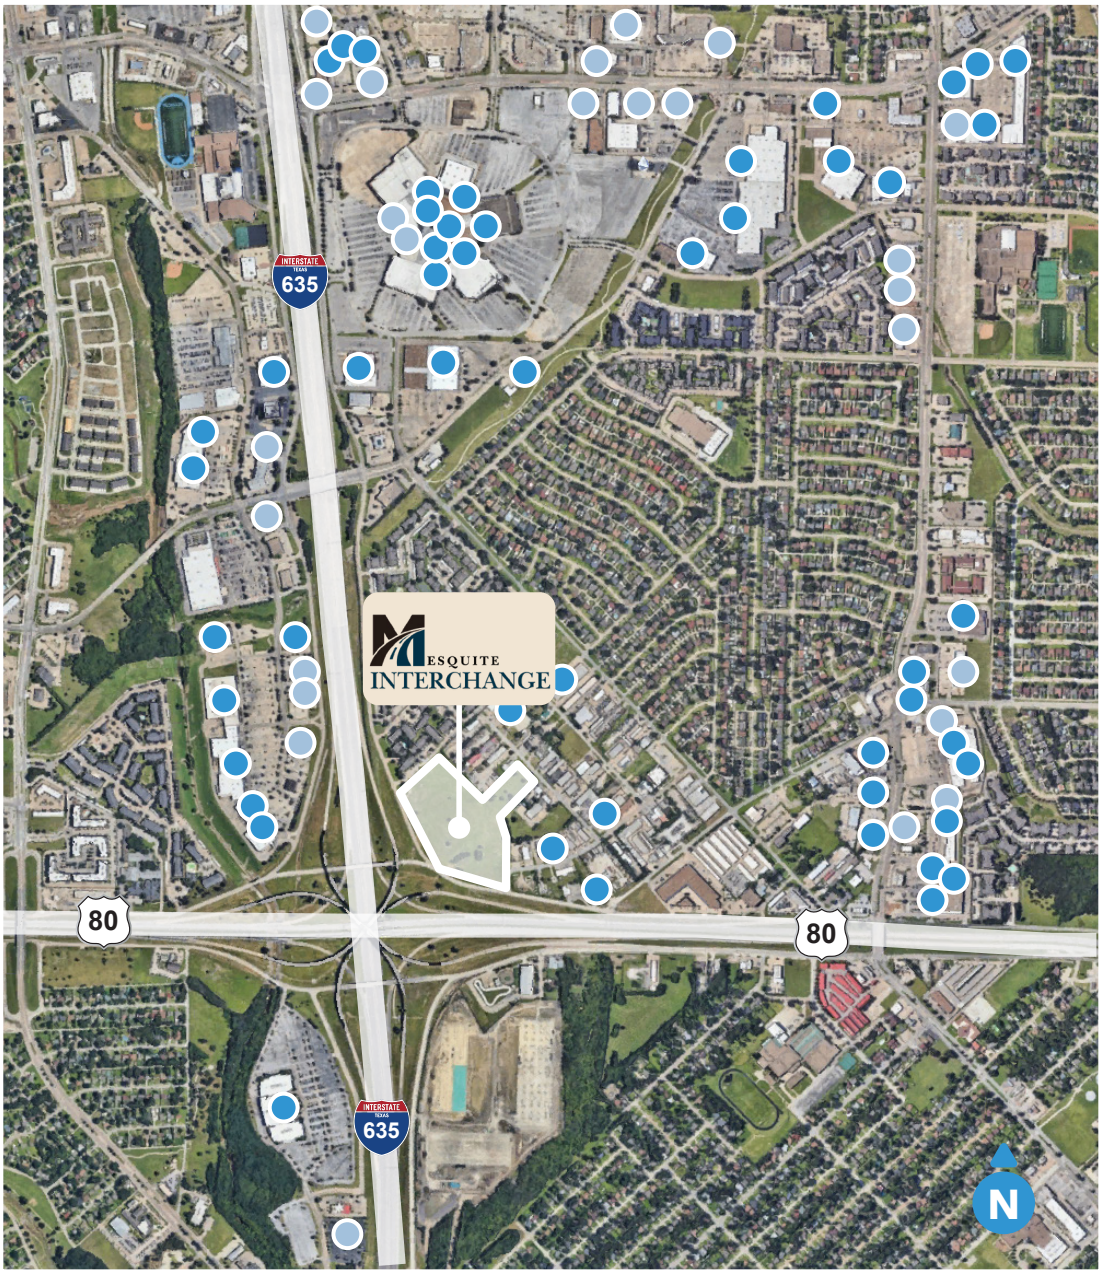 INTERSTATE
TEXAS
635
MESQUITE
INTERCHANGE
80
80
INTERSTATE
TEXAS
635
N